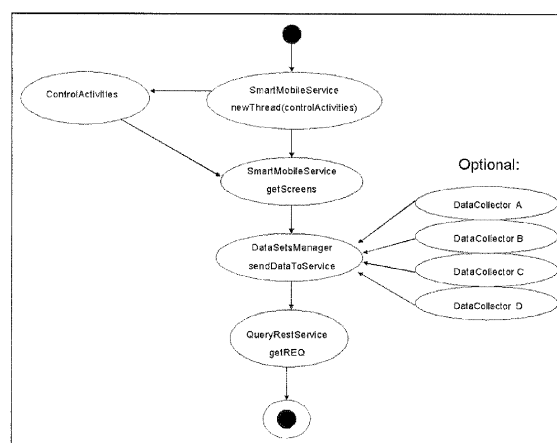 ControlActivities
SmartMobileService
newThread(controlActivities)
SmartMobileService
getScreens
Optional:
DataCollector A
DataCollector B
DataCollector C
DataCollector D
DataSetsManager
sendDataToService
QueryRestService
getREQ